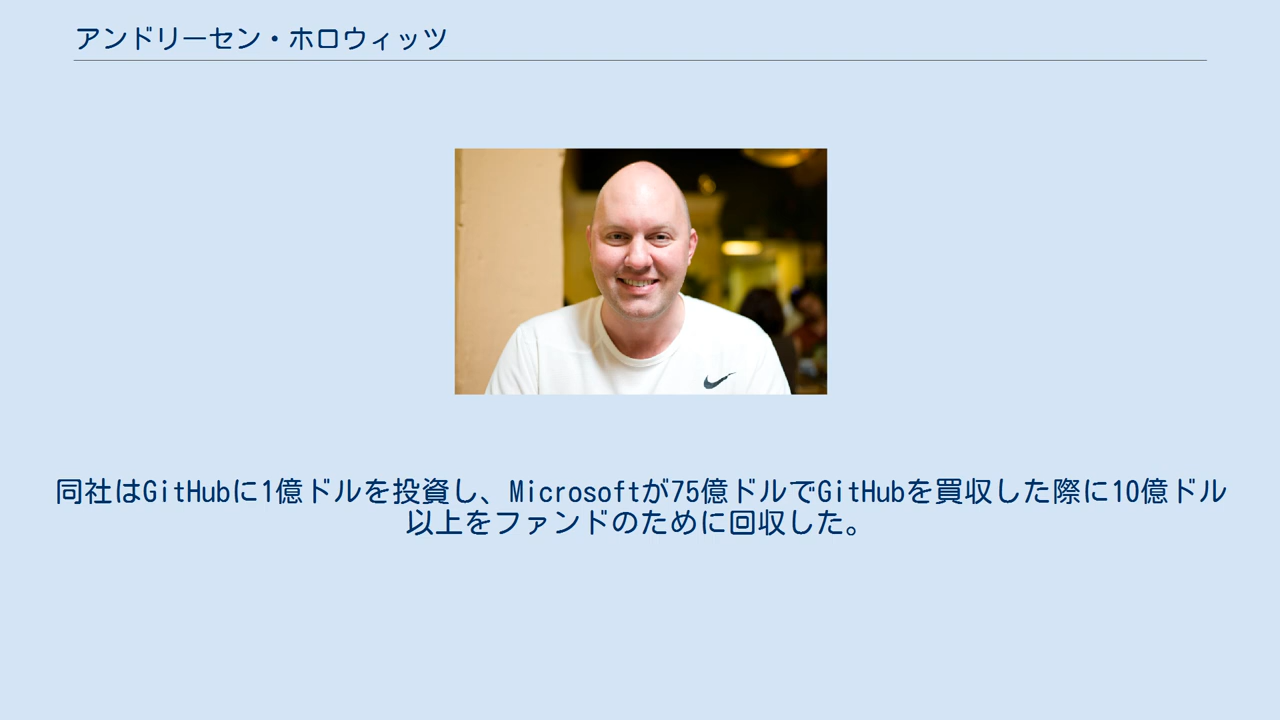 アンドリーセン・ホロウィッツ
同社はGitHubに1億ドルを投資し、Microsoftが75億ドルでGitHubを買収した際に10億ドル
以上をファンドのために回収した。